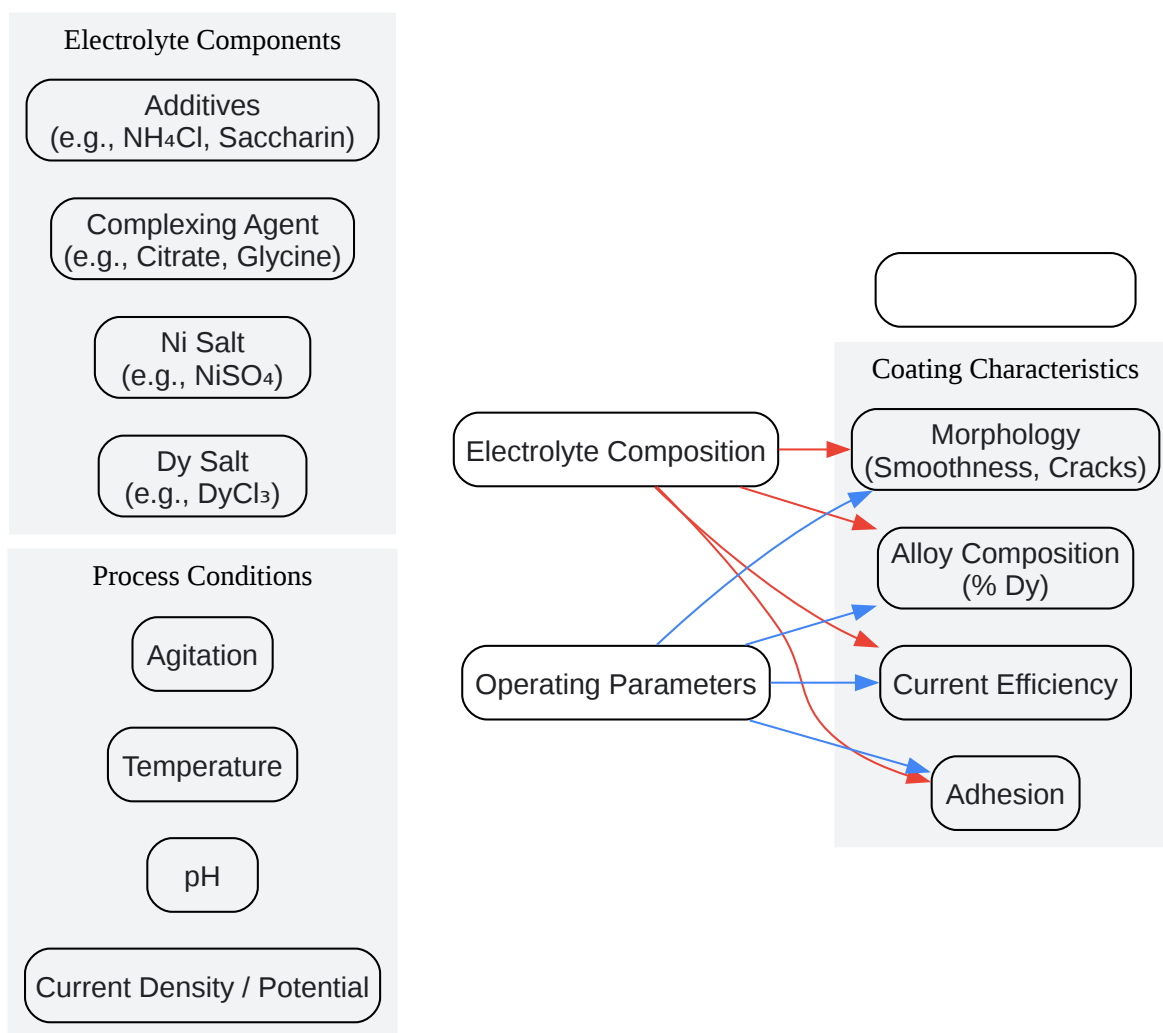 Electrolyte Components
Additives
(e.g., NH₄Cl, Saccharin)
Complexing Agent
(e.g., Citrate, Glycine)
Ni Salt
(e.g., NiSO₄)
Dy Salt
(e.g., DyCl₃)
Process Conditions
Agitation
Temperature
pH
Current Density / Potential
Electrolyte Composition
Operating Parameters
Coating Characteristics
Morphology
(Smoothness, Cracks)
Alloy Composition
(% Dy)
Current Efficiency
Adhesion